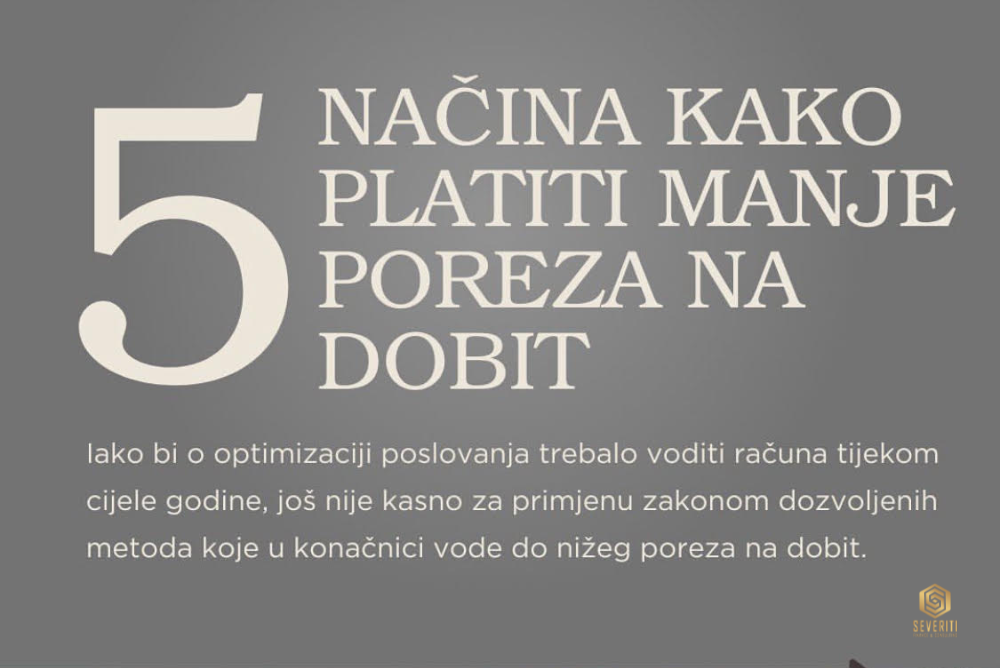 5 NAČINA KAKO
PLATITI MANJE
POREZA NA
DOBIT
Iako bi o optimizaciji poslovanja trebalo voditi računa tijekom
cijele godine, još nije kasno za primjenu zakonom dozvoljenih
metoda koje u konačnici vode do nižeg poreza na dobit.
SEVERITI